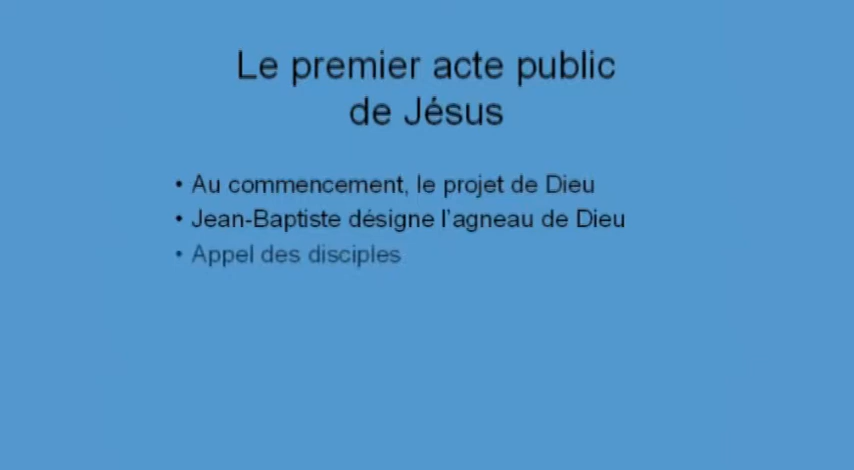 Le premier acte public
de Jésus
• Au commencement, le projet de Dieu
• Jean-Baptiste désigne l'agneau de Dieu
• Appel des disciples